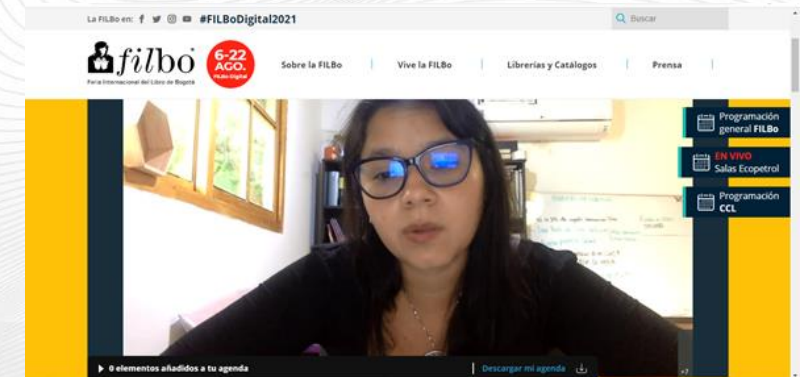 La FILBo en:
#FILBoDigital2021
Buscar
filbo
Feria Internacional del Libro de Bogotá
6-22
AGO.
FILBo Digital
Sobre la FILBo
Vive la FILBo
Librerías y Catálogos
Prensa
Programación
general FILBo
EN VIVO
Salas Ecopetrol
Programación
CCL
0 elementos añadidos a tu agenda
Descargar mi agenda